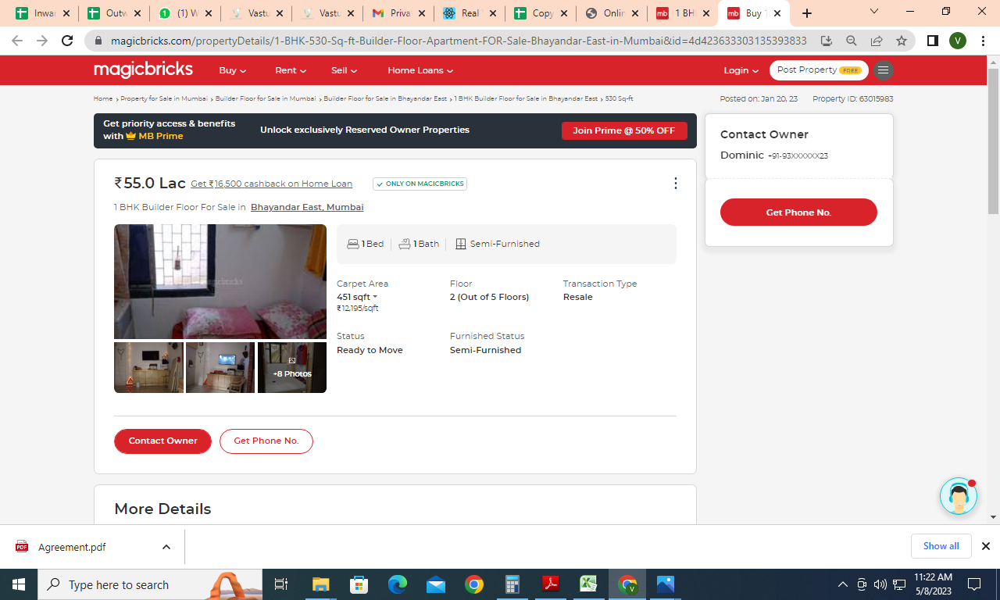 Inwa
Outw
(1) W
Vastu
Vastu
Priva
Real
Copy
Onlin
1 BH
Buy 1
magicbricks.com/propertyDetails/1-BHK-530-Sq-ft-Builder-Floor-Apartment-FOR-Sale-Bhayandar-East-in-Mumbai&id=4d423633303135393833
V
magicbricks
Buy
Rent
Sell
Home Loans
Login
Post Property FREE
Home > Property for Sale in Mumbai > Builder Floor for Sale in Mumbai > Builder Floor for Sale in Bhayandar East > 1 BHK Builder Floor for Sale in Bhayandar East > 530 Sq-ft
Posted on: Jan 20, 23 Property ID: 63015983
Get priority access & benefits
with MB Prime
Unlock exclusively Reserved Owner Properties
Join Prime @ 50% OFF
Contact Owner
Dominic +91-93XXXXXX23
Get Phone No.
₹55.0 Lac Get ₹16,500 cashback on Home Loan ONLY ON MAGICBRICKS
1 BHK Builder Floor For Sale in Bhayandar East, Mumbai
magicbricks
+8 Photos
1 Bed 1 Bath Semi-Furnished
Carpet Area
451 sqft
₹12,195/sqft
Floor
2 (Out of 5 Floors)
Transaction Type
Resale
Status
Ready to Move
Furnished Status
Semi-Furnished
Contact Owner
Get Phone No.
More Details
PDF Agreement.pdf
Show all
Type here to search
V
11:22 AM
5/8/2023